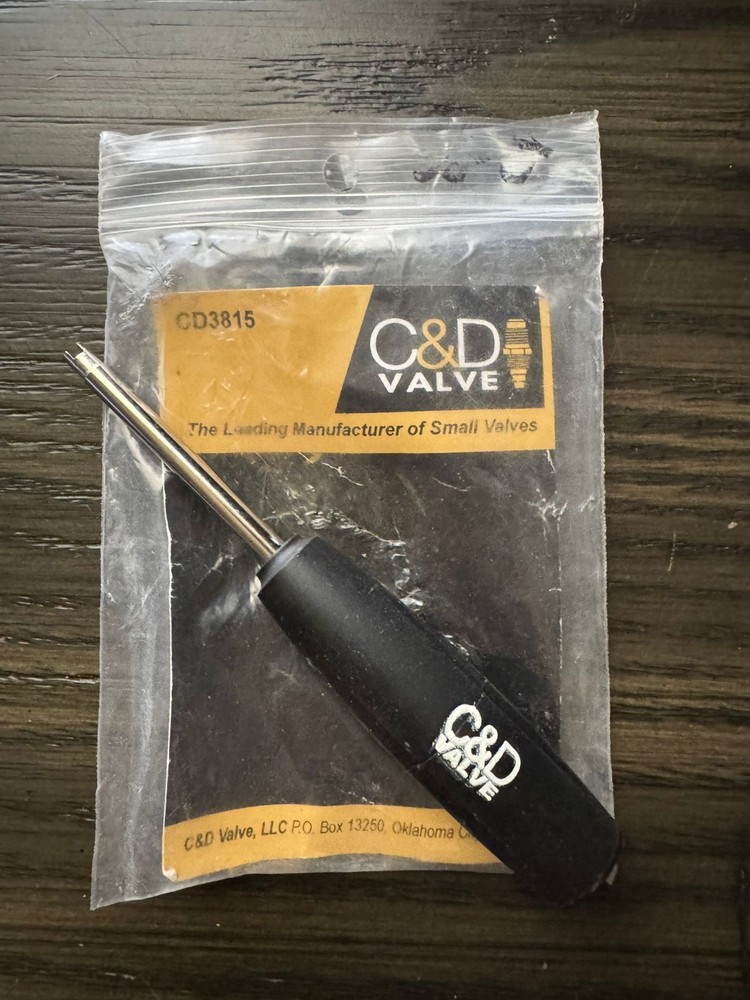 CD3815
C&D
VALVE
The Leading Manufacturer of Small Valves
C&D
VALVE
C&D Valve, LLC P.O. Box 13250, Oklahoma